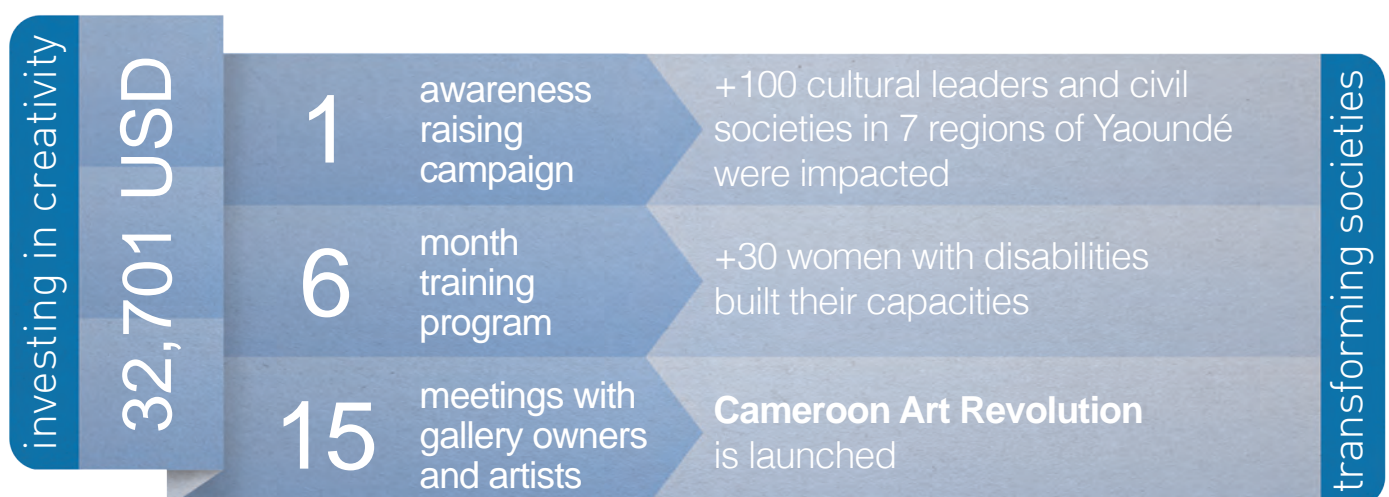 investing in creativity
32,701 USD
1
awareness
raising
campaign
+100 cultural leaders and civil
societies in 7 regions of Yaoundé
were impacted
6
month
training
program
+30 women with disabilities
built their capacities
15
meetings with
gallery owners
and artists
Cameroon Art Revolution
is launched
transforming societies